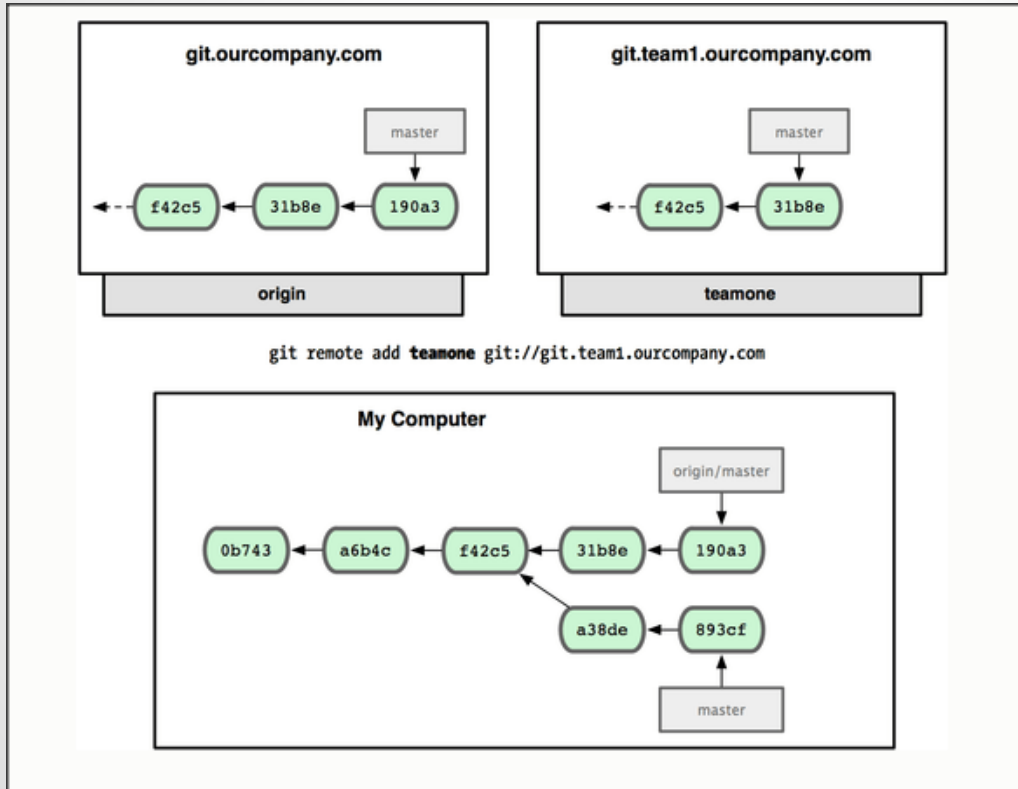 git.ourcompany.com
master
f42c5
31b8e
190a3
origin
git.team1.ourcompany.com
master
f42c5
31b8e
teamone
git remote add teamone git://git.team1.ourcompany.com
My Computer
origin/master
0b743
a6b4c
f42c5
31b8e
190a3
a38de
893cf
master